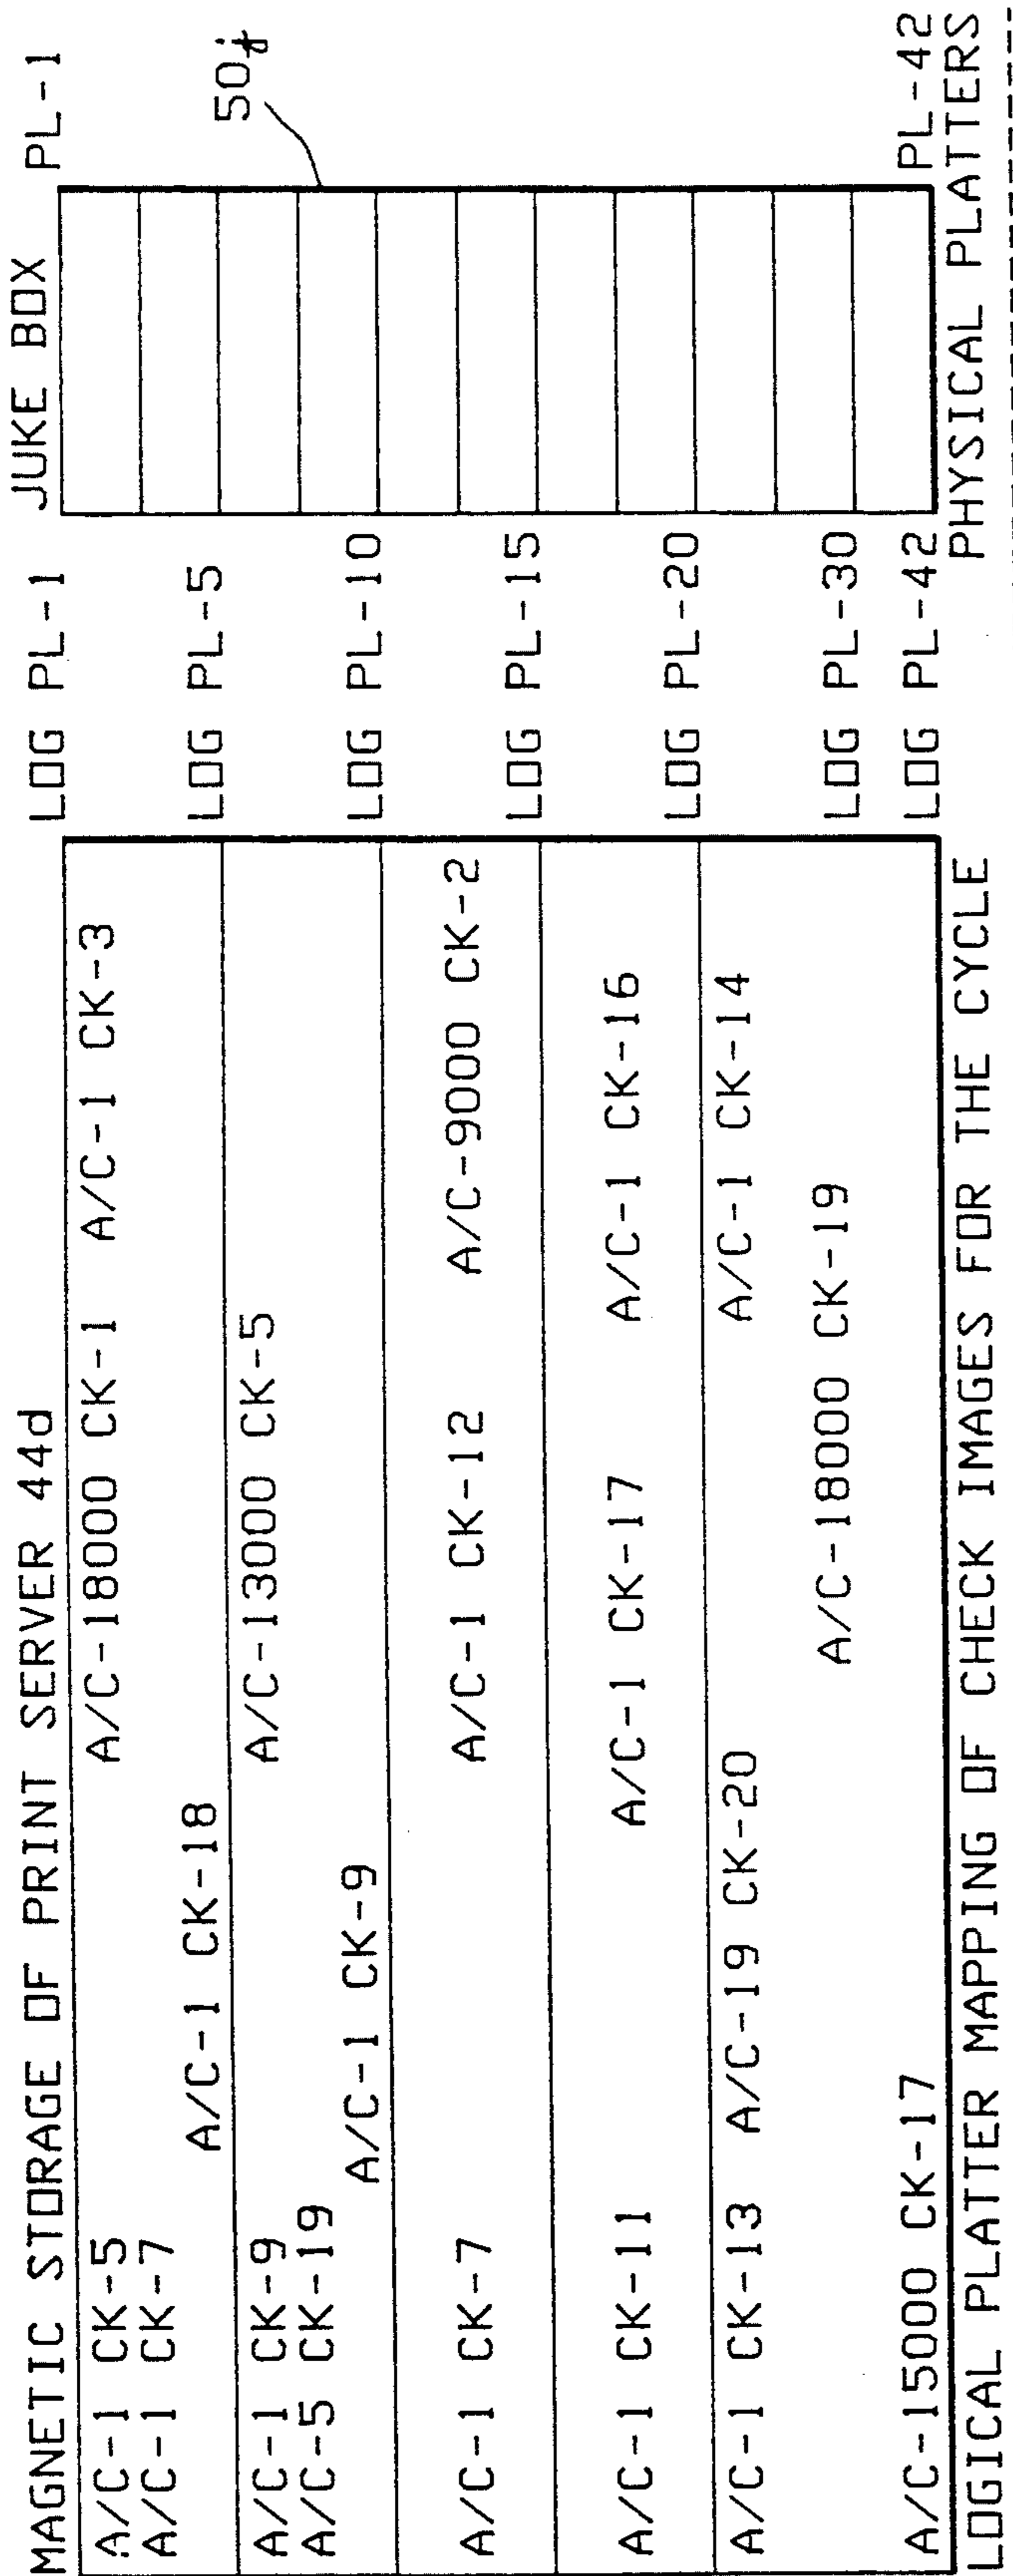 MAGNETIC STORAGE OF PRINT SERVER 44d
LOG PL-1
JUKE BOX
PL-1
A/C-1 CK-5
A/C-18000 CK-1
A/C-1 CK-3
A/C-1 CK-7
A/C-1 CK-18
50j
LOG PL-5
A/C-1 CK-9
A/C-13000 CK-5
A/C-5 CK-19
A/C-1 CK-9
LOG PL-10
A/C-1 CK-7
A/C-1 CK-12
A/C-9000 CK-2
LOG PL-15
A/C-1 CK-11
A/C-1 CK-17
A/C-1 CK-16
LOG PL-20
A/C-1 CK-13
A/C-19 CK-20
A/C-1 CK-14
A/C-18000 CK-19
LOG PL-30
A/C-15000 CK-17
LOG PL-42
PL-42
LOGICAL PLATTER MAPPING OF CHECK IMAGES FOR THE CYCLE
PHYSICAL PLATTERS